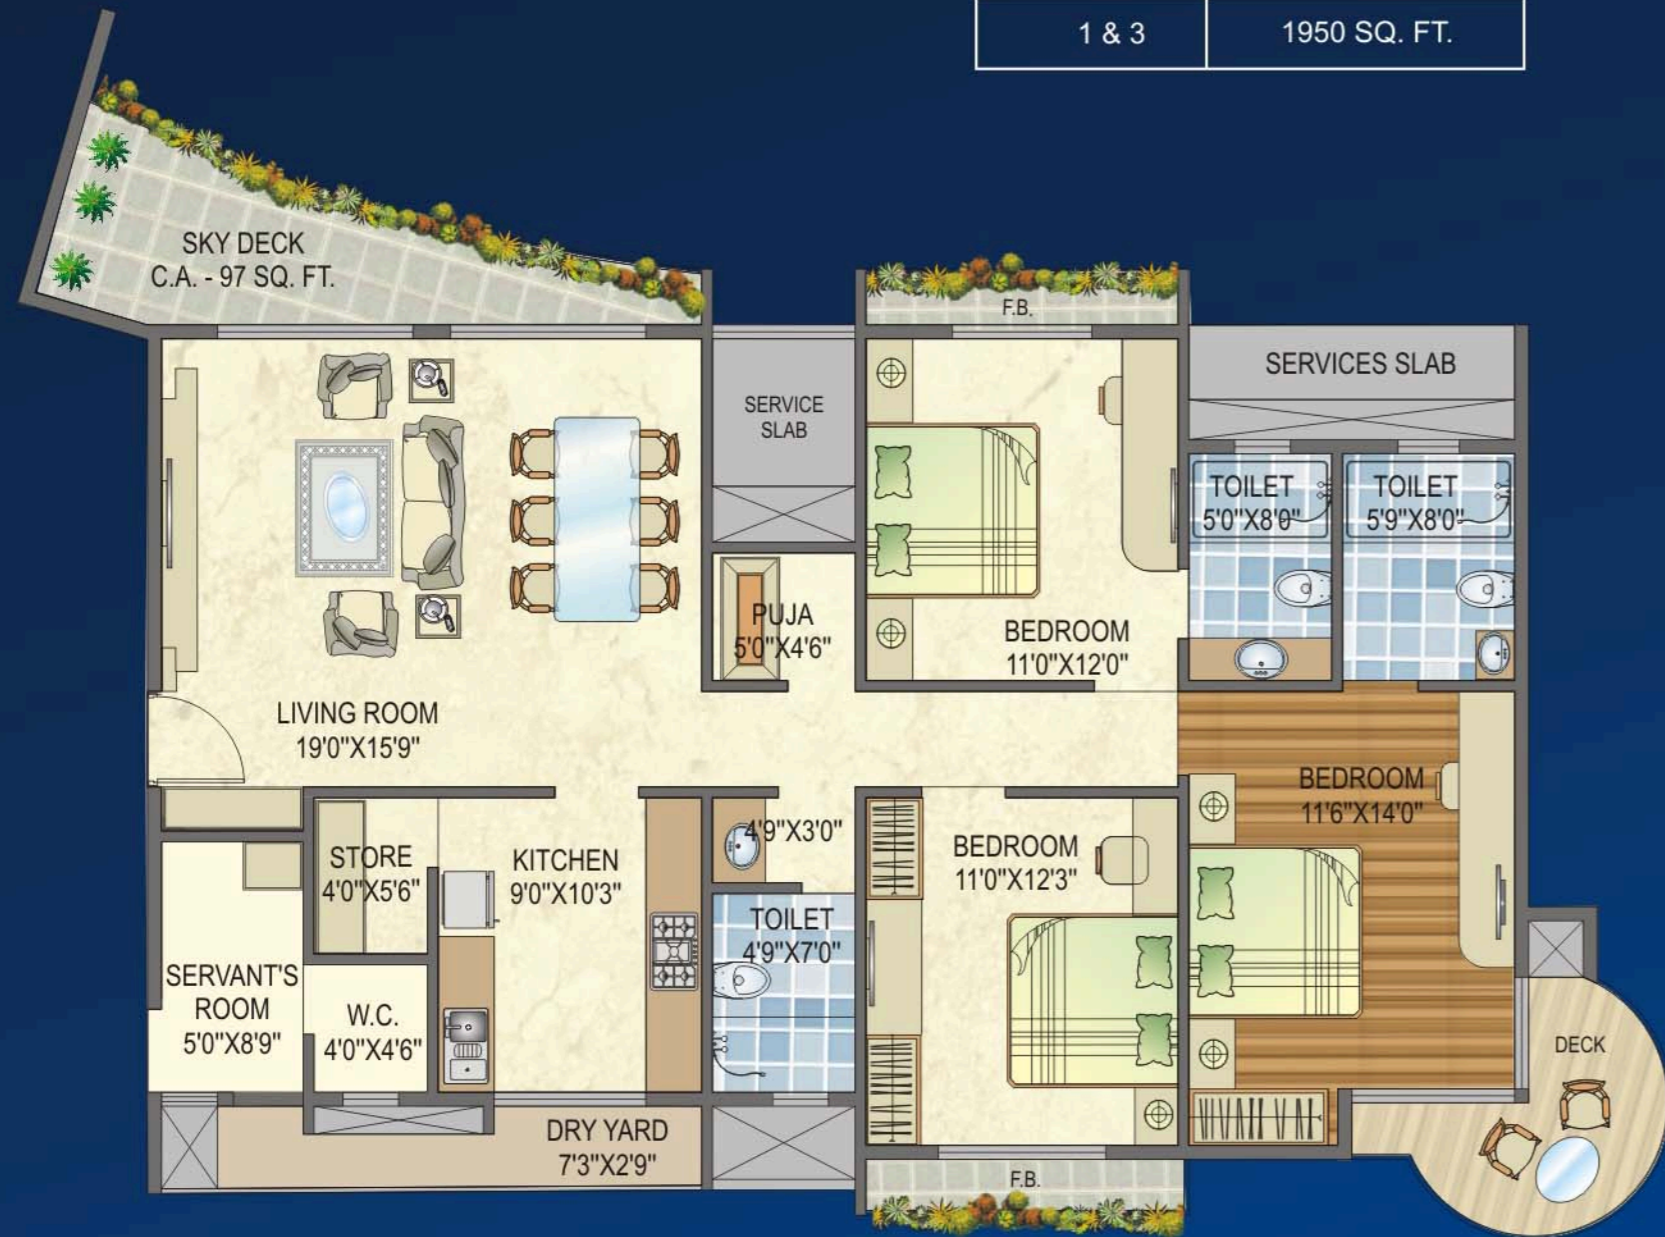 1 & 3
1950 SQ. FT.
SKY DECK
C.A. - 97 SQ. FT.
F.B.
SERVICES SLAB
SERVICE
SLAB
TOILET
5'0"X8'0"
TOILET
5'9"X8'0"
PUJA
5'0"X4'6"
BEDROOM
11'0"X12'0"
LIVING ROOM
19'0"X15'9"
BEDROOM
11'6"X14'0"
4'9"X3'0"
STORE
4'0"X5'6"
KITCHEN
9'0"X10'3"
BEDROOM
11'0"X12'3"
TOILET
4'9"X7'0"
SERVANT'S
ROOM
5'0"X8'9"
W.C.
4'0"X4'6"
DECK
DRY YARD
7'3"X2'9"
F.B.